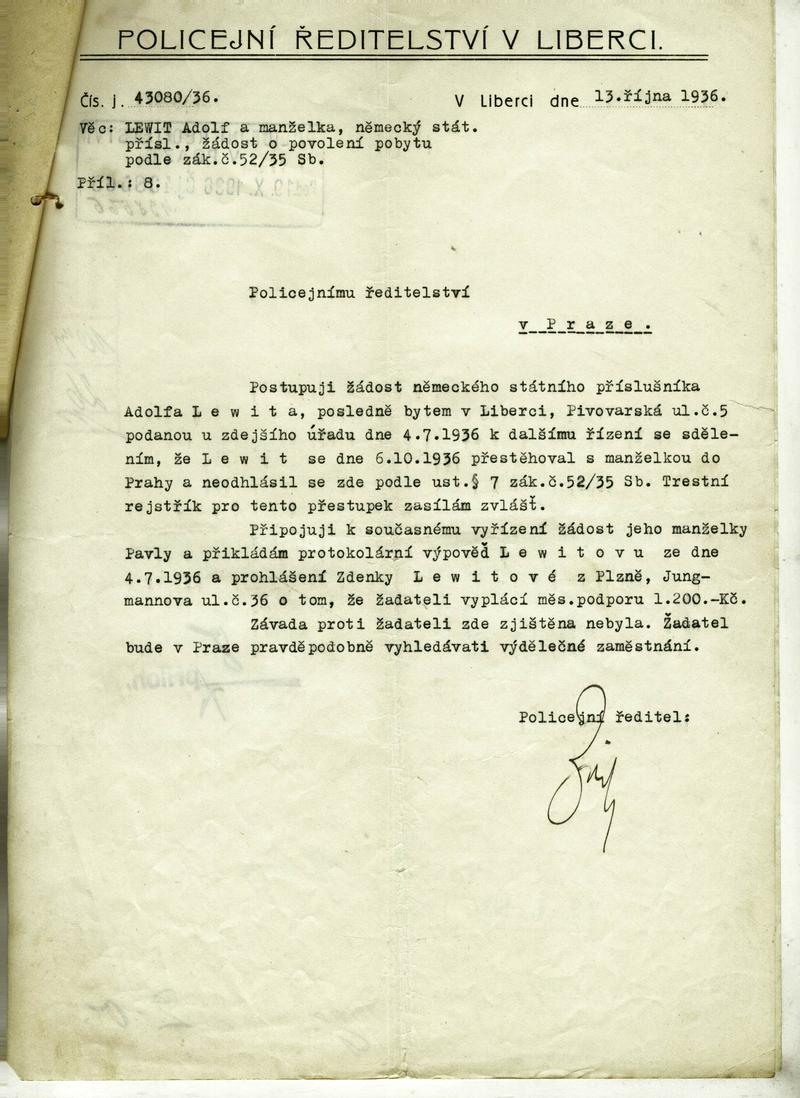 POLICEJNÍ ŘEDITELSTVÍ V LIBERCI.
Čís. j. 43080/36. V Liberci dne 13.října 1936.
Věc: LEWIT Adolf a manželka, německý stát.
přísl., žádost o povolení pobytu
podle zák.č.52/35 Sb.
Příl.: 8.
Policejnímu ředitelství
v P r a z e .
Postupuji žádost německého státního příslušníka
Adolfa L e w i t a, posledně bytem v Liberci, Pivovarská ul.č.5
podanou u zdejšího úřadu dne 4.7.1936 k dalšímu řízení se sděle-
ním, že L e w i t se dne 6.10.1936 přestěhoval s manželkou do
Prahy a neodhlásil se zde podle ust.§ 7 zák.č.52/35 Sb. Trestní
rejstřík pro tento přestupek zasílám zvlášť.
Připojuji k současnému vyřízení žádost jeho manželky
Pavly a přikládám protokolární výpověď L e w i t o v u ze dne
4.7.1936 a prohlášení Zdenky L e w i t o v é z Plzně, Jung-
mannova ul.č.36 o tom, že žadateli vyplácí měs.podporu 1.200.-Kč.
Závada proti žadateli zde zjištěna nebyla. Žadatel
bude v Praze pravděpodobně vyhledávati výdělečné zaměstnání.
Policejní ředitel: